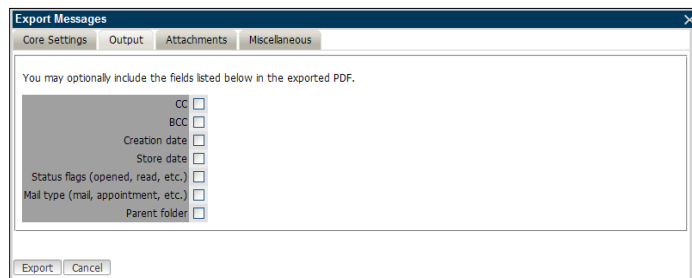 Export Messages
Core Settings Output Attachments Miscellaneous
You may optionally include the fields listed below in the exported PDF.
CC
BCC
Creation date
Store date
Status flags (opened, read, etc.)
Mail type (mail, appointment, etc.)
Parent folder
Export Cancel